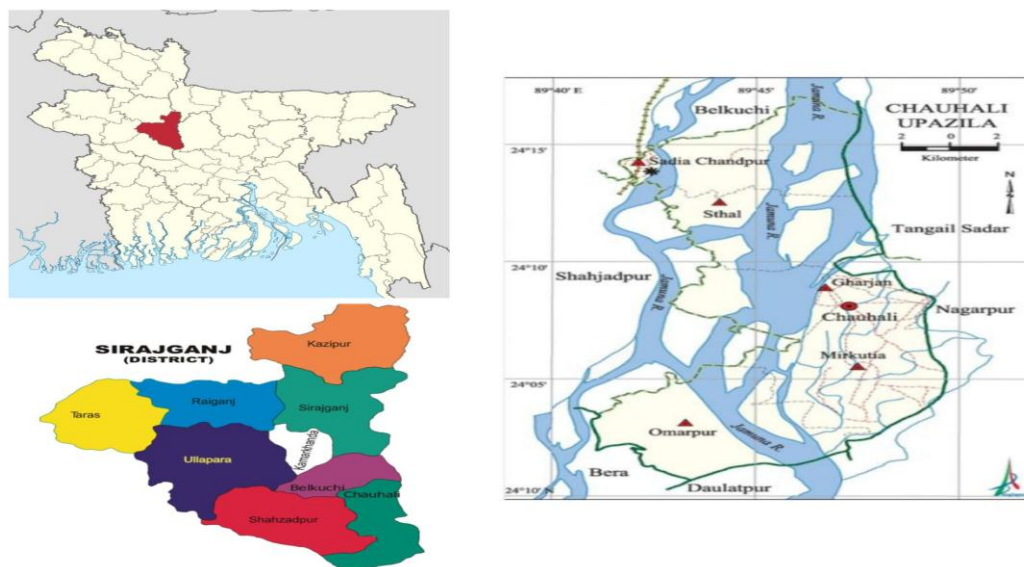 SIRAJGANJ
(DISTRICT)
Kazipur
Taras
Raiganj
Sirajganj
Ullapara
Kamarkhanda
Belkuchi
Chauhali
Shahzadpur
89°40' E
89°45'
89°50'
CHAUHALI
UPAZILA
2 0 2
Kilometer
N
Belkuchi
Jamuna R.
24°15'
Sadia Chandpur
Sthal
Jamuna R.
Tangail Sadar
24°10'
Shahjadpur
Jamuna R.
Gharjan
Chauhali
Nagarpur
Mirkutia
24°05'
Omarpur
Jamuna R.
Bera
Daulatpur
24°10' N